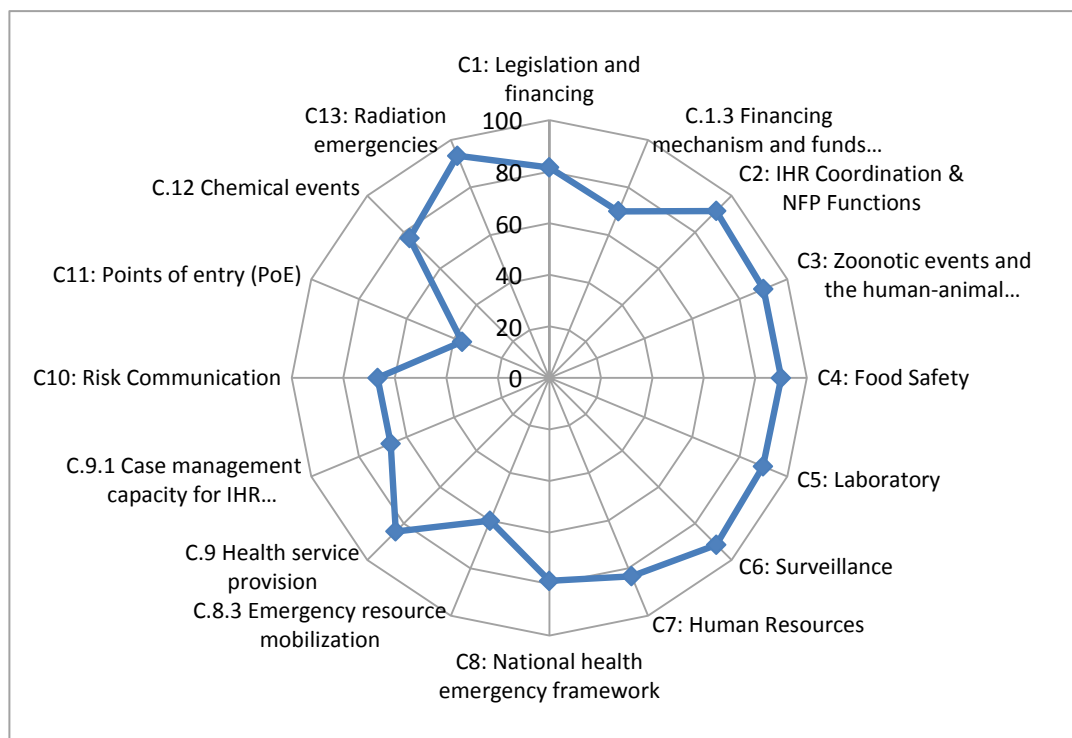 C1: Legislation and
financing
C.1.3 Financing
mechanism and funds...
C2: IHR Coordination &
NFP Functions
C3: Zoonotic events and
the human-animal...
C4: Food Safety
C5: Laboratory
C6: Surveillance
C7: Human Resources
C8: National health
emergency framework
C.8.3 Emergency resource
mobilization
C.9 Health service
provision
C.9.1 Case management
capacity for IHR...
C10: Risk Communication
C11: Points of entry (PoE)
C.12 Chemical events
C13: Radiation
emergencies
100
80
60
40
20
0